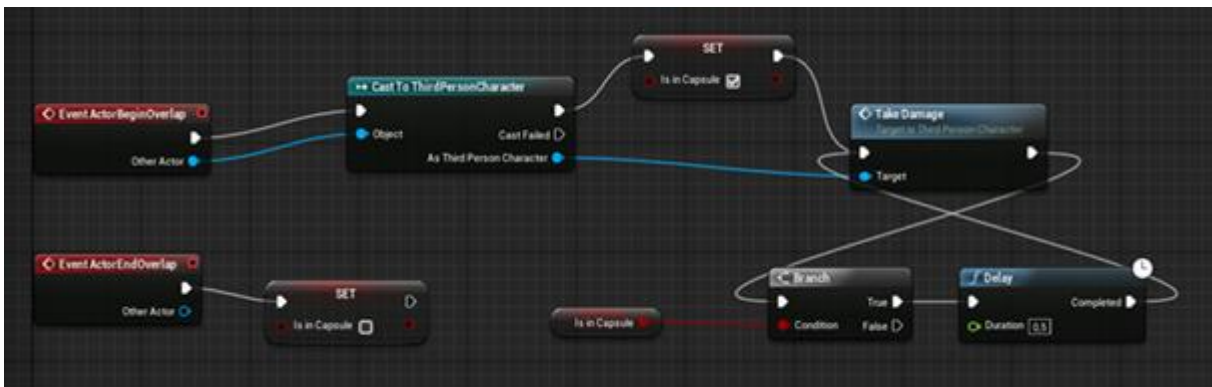 SET
Is in Capsule
Cast To ThirdPersonCharacter
Event ActorBeginOverlap
Object
Cast Failed
Other Actor
As Third Person Character
Take Damage
Target is Third Person Character
Target
Event ActorEndOverlap
Other Actor
SET
Is in Capsule
Is in Capsule
Branch
True
Condition
False
Delay
Completed
Duration 0.5